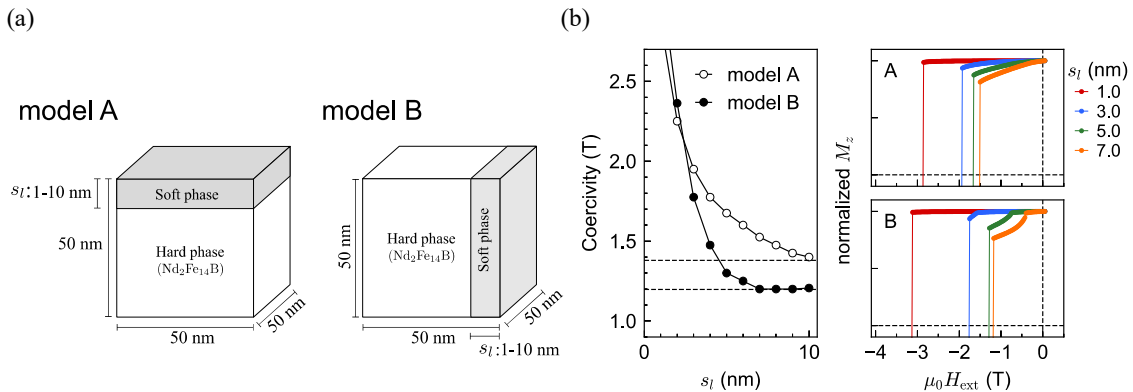 (a)
model A
model B
Soft phase
s_l:1-10 nm
50 nm
Hard phase
(Nd₂Fe₁₄B)
50 nm
50 nm
50 nm
Hard phase
(Nd₂Fe₁₄B)
Soft phase
50 nm
50 nm
s_l:1-10 nm
(b)
Coercivity (T)
2.5
2.0
1.5
1.0
0
5
10
s_l (nm)
model A
model B
normalized M_z
A
B
−4
−3
−2
−1
0
μ₀H_ext (T)
s_l (nm)
1.0
3.0
5.0
7.0